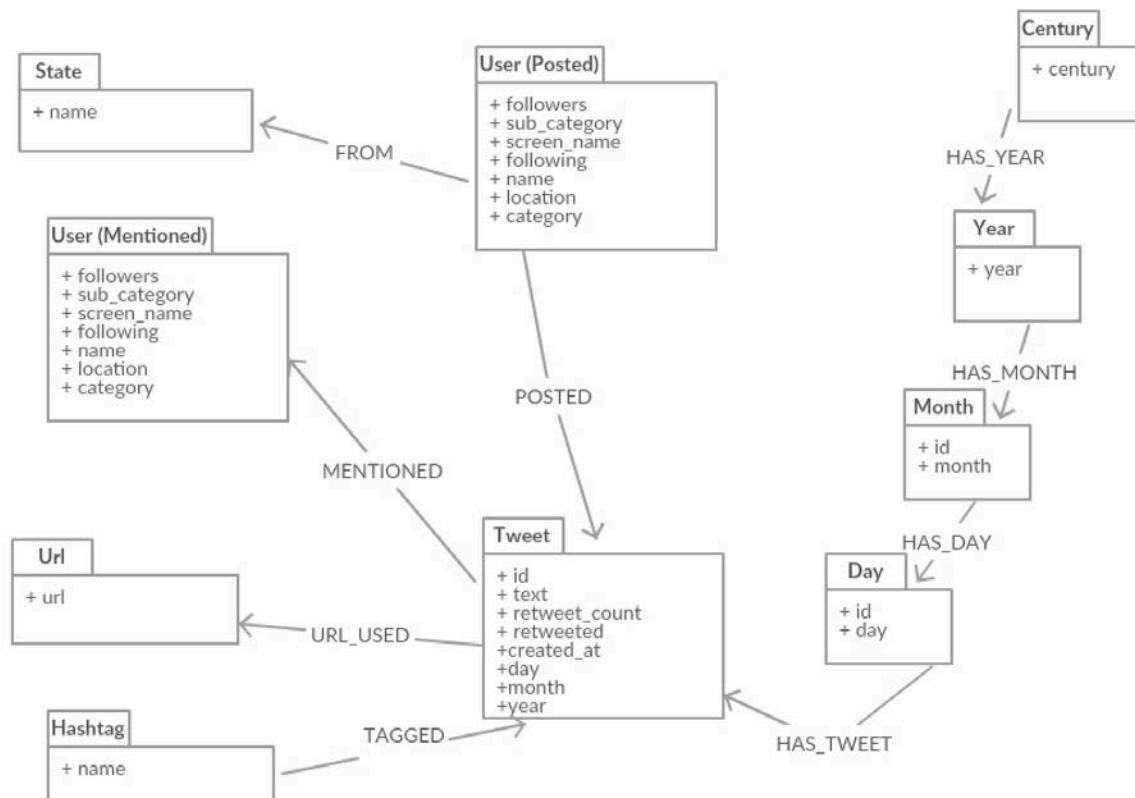 State
+ name
FROM
User (Posted)
+ followers
+ sub_category
+ screen_name
+ following
+ name
+ location
+ category
Century
+ century
HAS_YEAR
Year
+ year
HAS_MONTH
Month
+ id
+ month
HAS_DAY
Day
+ id
+ day
HAS_TWEET
User (Mentioned)
+ followers
+ sub_category
+ screen_name
+ following
+ name
+ location
+ category
POSTED
MENTIONED
Tweet
+ id
+ text
+ retweet_count
+ retweeted
+created_at
+day
+month
+year
Url
+ url
URL_USED
Hashtag
+ name
TAGGED